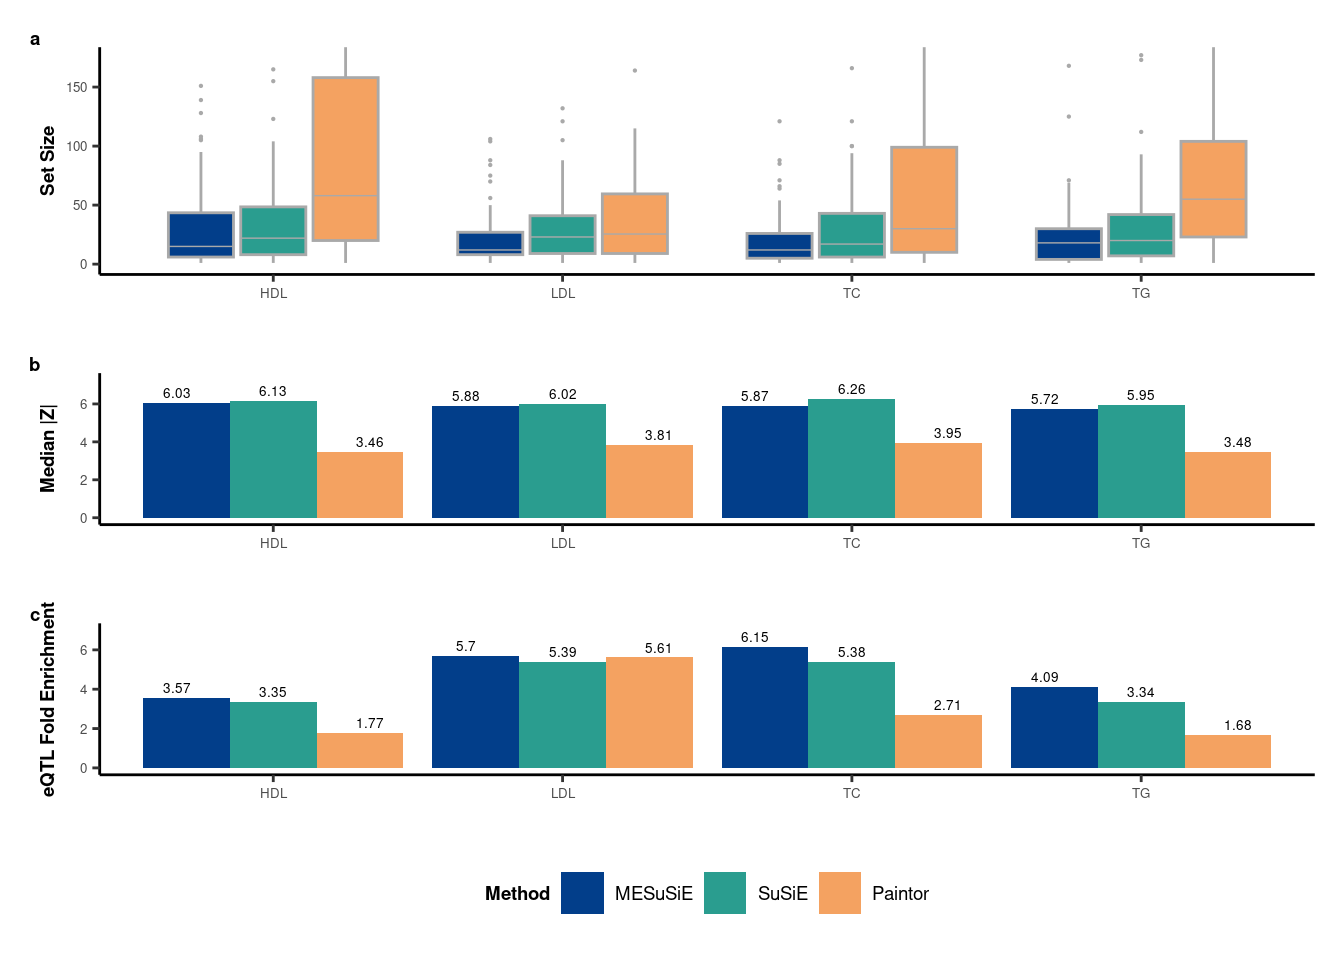 a
Set Size
150
100
50
0
HDL LDL TC TG
b
Median |Z|
6
4
2
0
6.03 6.13 3.46 5.88 6.02 3.81 5.87 6.26 3.95 5.72 5.95 3.48
HDL LDL TC TG
c
eQTL Fold Enrichment
6
4
2
0
3.57 3.35 1.77 5.7 5.39 5.61 6.15 5.38 2.71 4.09 3.34 1.68
HDL LDL TC TG
Method MESuSiE SuSiE Paintor